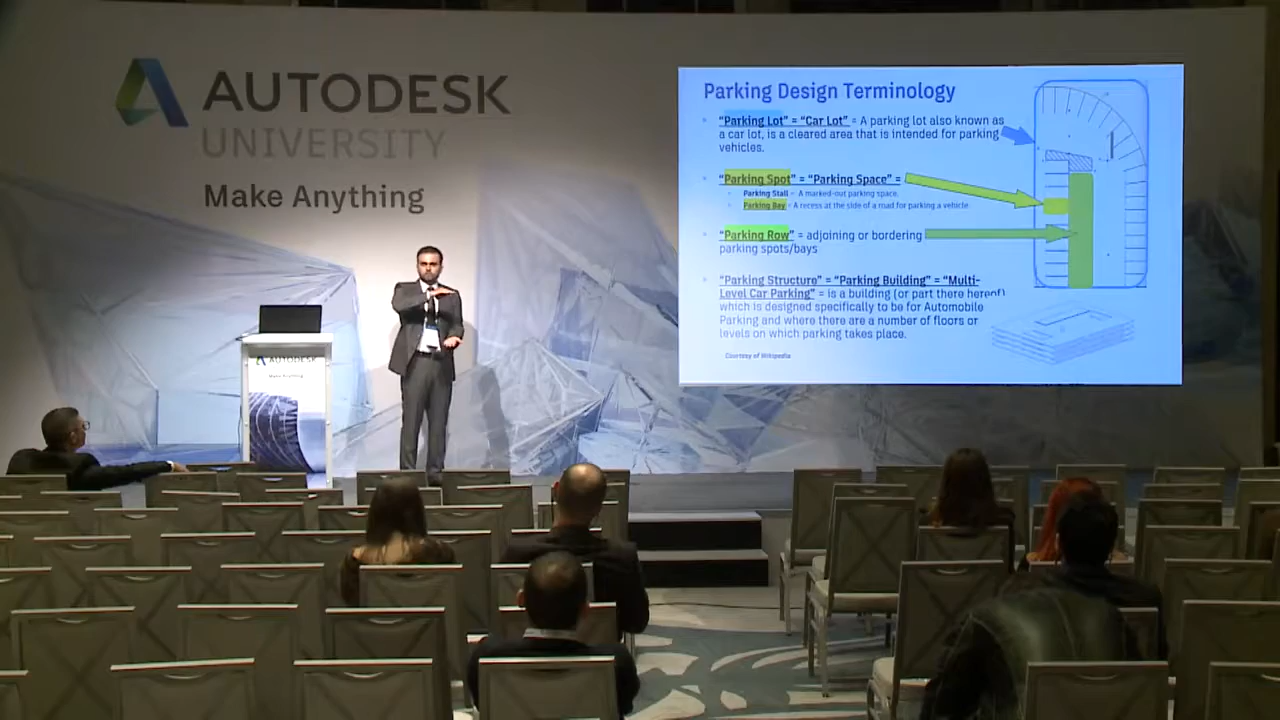 AUTODESK
UNIVERSITY
Make Anything
AUTODESK
Make Anything
Parking Design Terminology
• "Parking Lot" = "Car Lot" = A parking lot also known as
a car lot, is a cleared area that is intended for parking
vehicles.
• "Parking Spot" = "Parking Space" =
• Parking Stall - A marked-out parking space.
• Parking Bay - A recess at the side of a road for parking a vehicle.
• "Parking Row" = adjoining or bordering
parking spots/bays
• "Parking Structure" = "Parking Building" = "Multi-
Level Car Parking" = is a building (or part there hereof)
which is designed specifically to be for Automobile
Parking and where there are a number of floors or
levels on which parking takes place.
Courtesy of Wikipedia